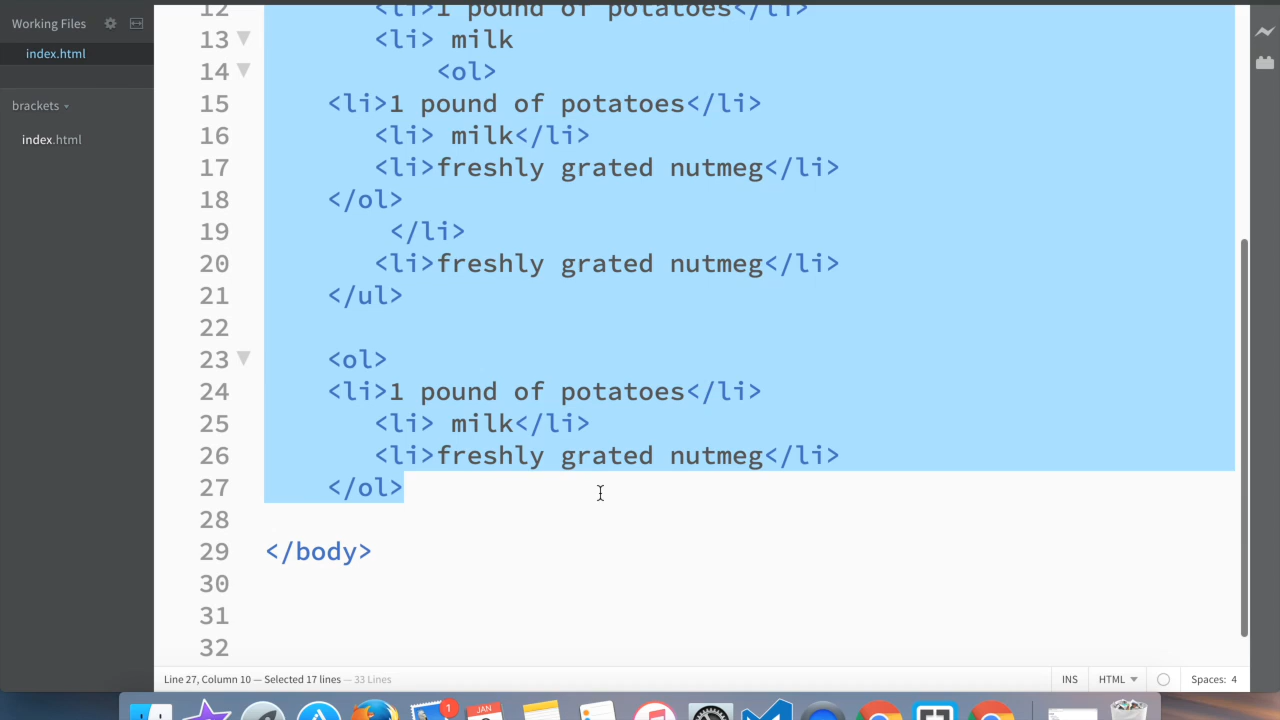 Working Files
index.html
brackets
index.html
12 <li>1 pound of potatoes</li>
13 <li> milk
14 <ol>
15 <li>1 pound of potatoes</li>
16 <li> milk</li>
17 <li>freshly grated nutmeg</li>
18 </ol>
19 </li>
20 <li>freshly grated nutmeg</li>
21 </ul>
22
23 <ol>
24 <li>1 pound of potatoes</li>
25 <li> milk</li>
26 <li>freshly grated nutmeg</li>
27 </ol>
28
29 </body>
30
31
32
Line 27, Column 10 — Selected 17 lines — 33 Lines INS HTML Spaces: 4
1
JAN